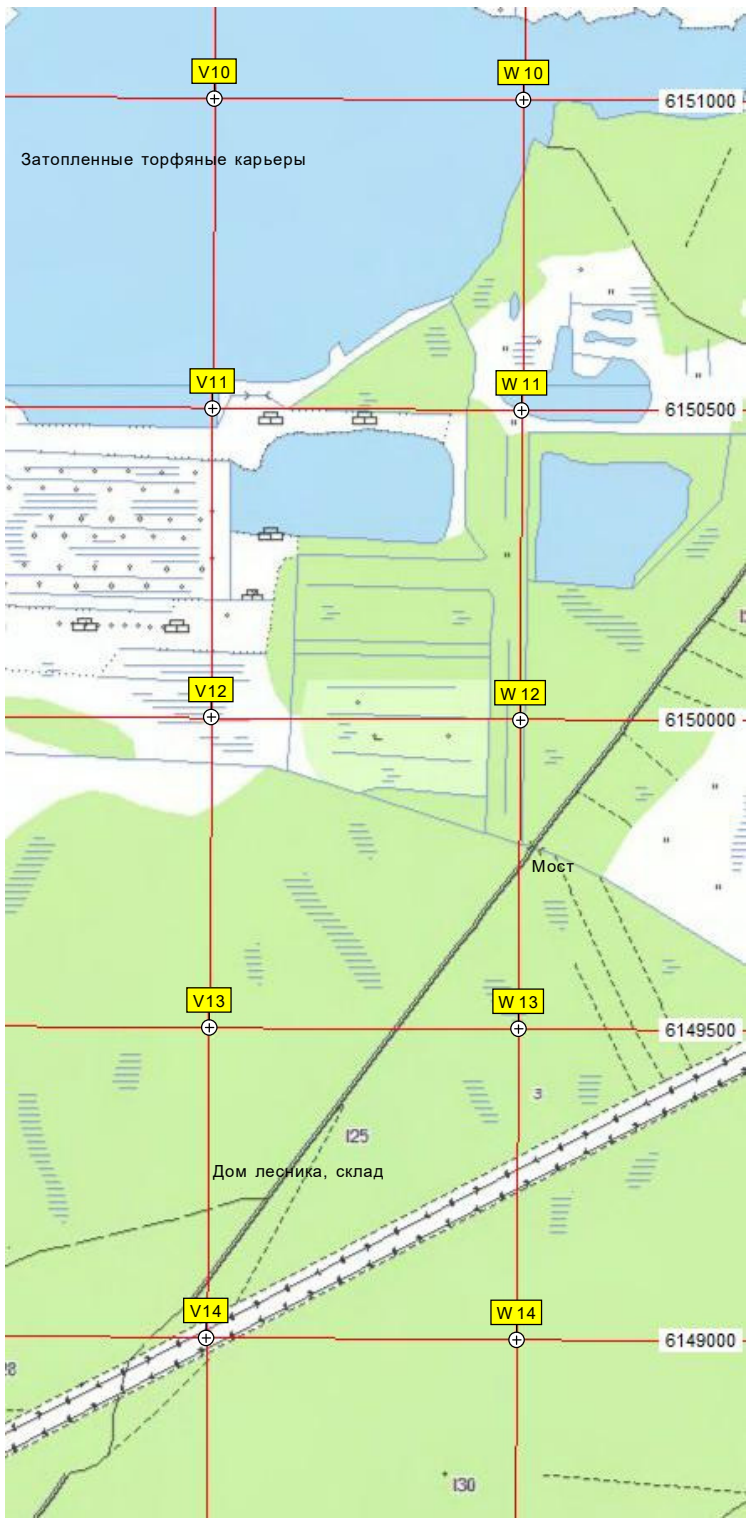 V10
W 10
6151000
Затопленные торфяные карьеры
V11
W 11
6150500
V12
W 12
6150000
Мост
V13
W 13
6149500
3
125
Дом лесника, склад
V14
W 14
6149000
130